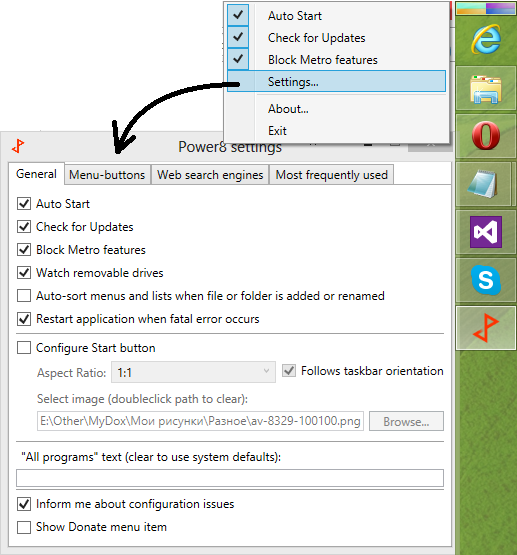 Auto Start
Check for Updates
Block Metro features
Settings...
About...
Exit
Power8 settings
General Menu-buttons Web search engines Most frequently used
Auto Start
Check for Updates
Block Metro features
Watch removable drives
Auto-sort menus and lists when file or folder is added or renamed
Restart application when fatal error occurs
Configure Start button
Aspect Ratio: 1:1 Follows taskbar orientation
Select image (doubleclick path to clear):
E:\Other\MyDox\Мои рисунки\Разное\av-8329-100100.png Browse...
"All programs" text (clear to use system defaults):
Inform me about configuration issues
Show Donate menu item